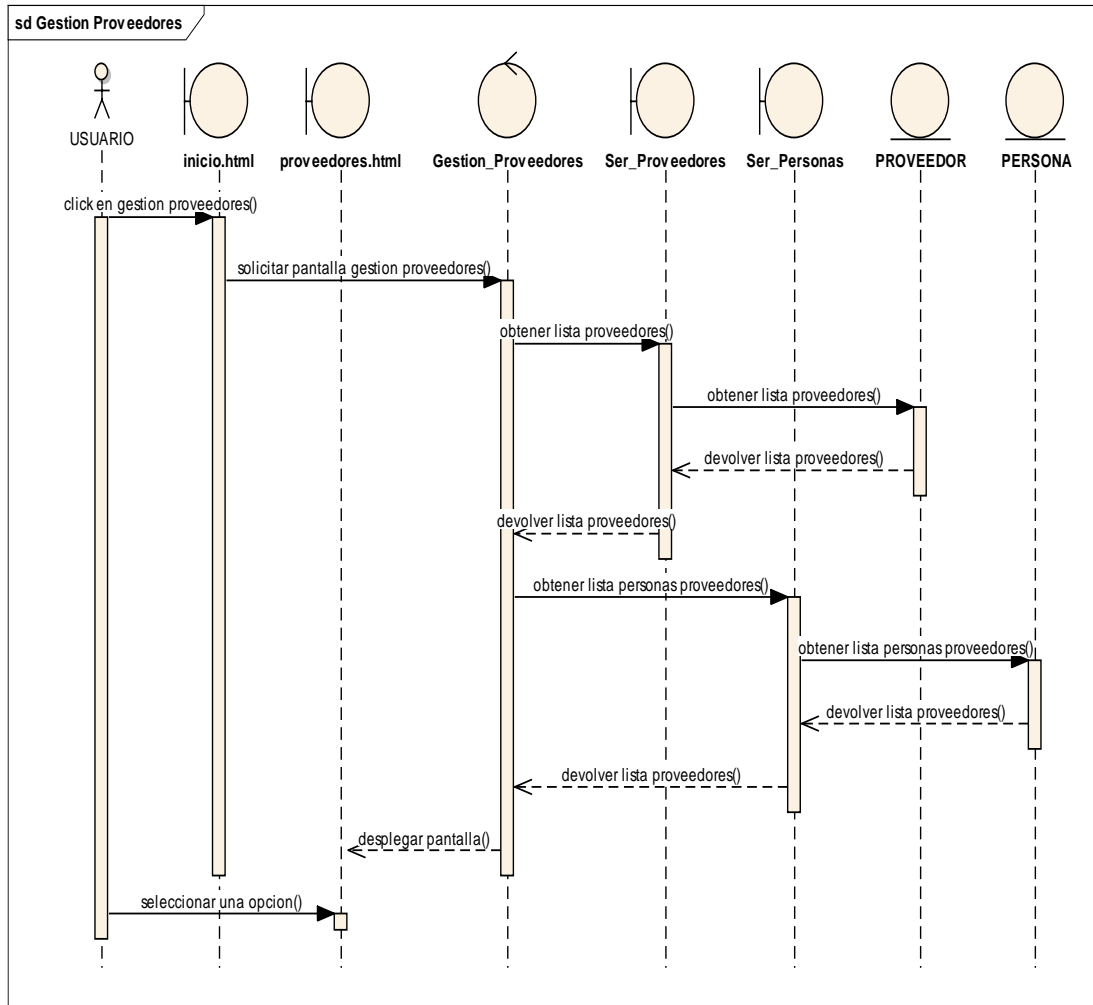 sd Gestion Proveedores
USUARIO
inicio.html
proveedores.html
Gestion_Proveedores
Ser_Proveedores
Ser_Personas
PROVEEDOR
PERSONA
click en gestion proveedores()
solicitar pantalla gestion proveedores()
obtener lista proveedores()
obtener lista proveedores()
devolver lista proveedores()
devolver lista proveedores()
obtener lista personas proveedores()
obtener lista personas proveedores()
devolver lista proveedores()
devolver lista proveedores()
desplegar pantalla()
seleccionar una opcion()